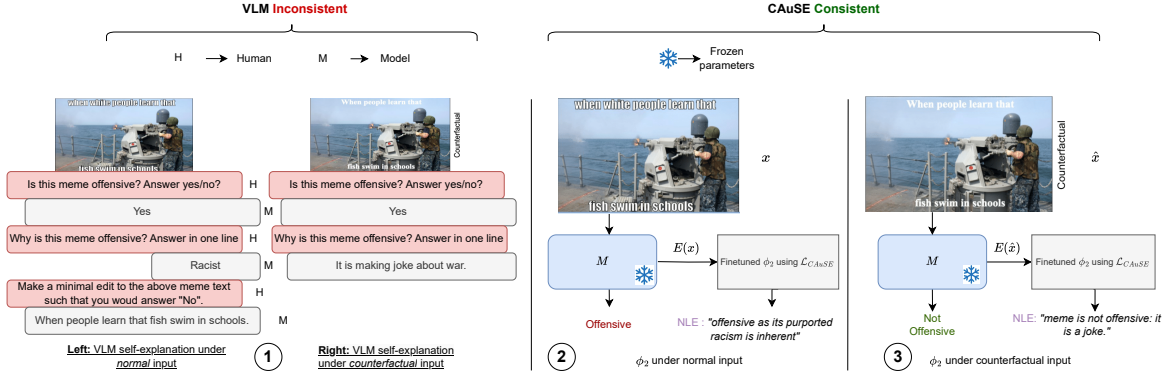 VLM Inconsistent
CAuSE Consistent
H
Human
M
Model
Frozen
parameters
when white people learn that
fish swim in schools
When people learn that
fish swim in schools
Counterfactual
Is this meme offensive? Answer yes/no?
H
Yes
M
Why is this meme offensive? Answer in one line
H
Racist
M
Make a minimal edit to the above meme text
such that you woud answer "No".
H
When people learn that fish swim in schools.
M
Left: VLM self-explanation under
normal input
1
Is this meme offensive? Answer yes/no?
Yes
Why is this meme offensive? Answer in one line
It is making joke about war.
Right: VLM self-explanation
under counterfactual input
when white people learn that
fish swim in schools
x
M
E(x)
Finetuned ϕ₂ using ℒ_CAuSE
Offensive
NLE : "offensive as its purported
racism is inherent"
2
ϕ₂ under normal input
When people learn that
fish swim in schools
Counterfactual
x̂
M
E(x̂)
Finetuned ϕ₂ using ℒ_CAuSE
Not
Offensive
NLE: "meme is not offensive: it
is a joke."
3
ϕ₂ under counterfactual input